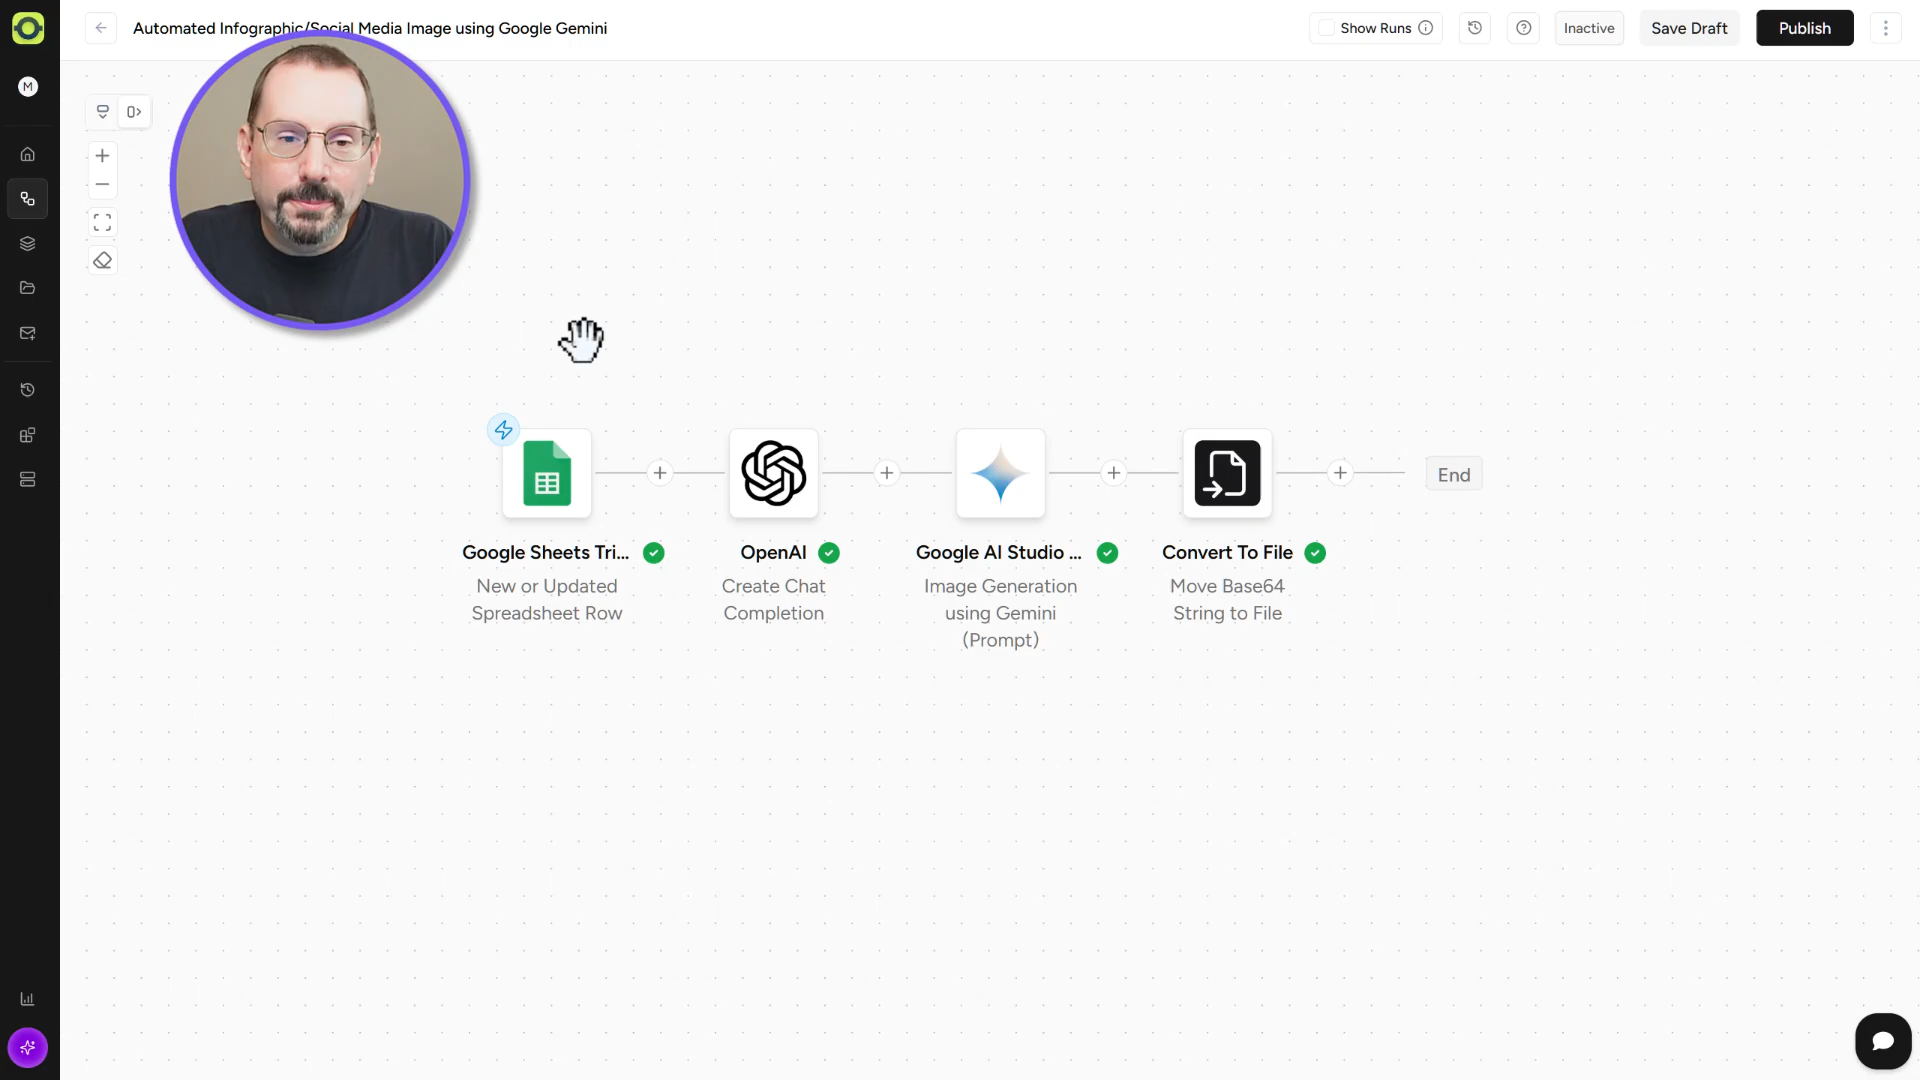 Automated Infographic/Social Media Image using Google Gemini
Show Runs
Inactive
Save Draft
Publish
M
End
Google Sheets Tri...
New or Updated
Spreadsheet Row
OpenAI
Create Chat
Completion
Google AI Studio ...
Image Generation
using Gemini
(Prompt)
Convert To File
Move Base64
String to File